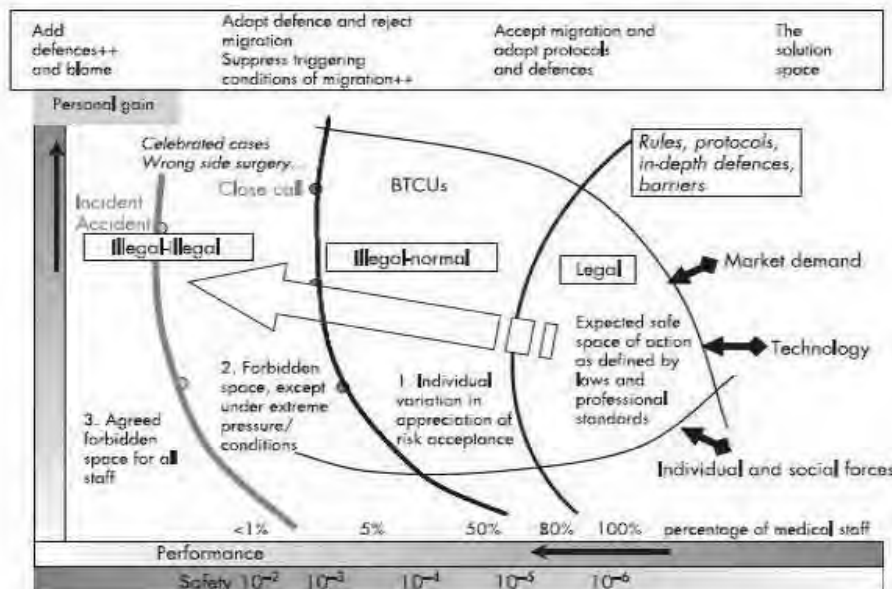 Add
defences++
and blame
Adopt defence and reject
migration
Suppress triggering
conditions of migration++
Accept migration and
adapt protocols
and defences
The
solution
space
Personal gain
Celebrated cases
Wrong side surgery...
Close call
BTCUs
Rules, protocols,
in-depth defences,
barriers
Incident
Accident
Illegal-illegal
Illegal-normal
Legal
Market demand
Technology
Individual and social forces
Expected safe
space of action
as defined by
laws and
professional
standards
1. Individual
variation in
appreciation of
risk acceptance
2. Forbidden
space, except
under extreme
pressure/
conditions
3. Agreed
forbidden
space for all
staff
<1% 5% 50% 80% 100% percentage of medical staff
Performance
Safety 10⁻² 10⁻³ 10⁻⁴ 10⁻⁵ 10⁻⁶